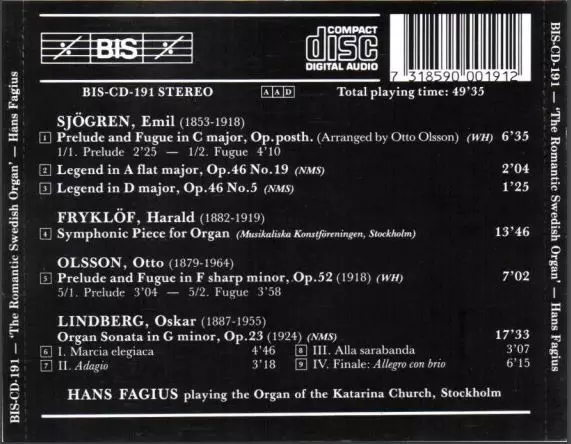 BIS
COMPACT
disc
DIGITAL AUDIO
7 318590 001912
BIS-CD-191 STEREO AAD Total playing time: 49'35
SJÖGREN, Emil (1853-1918)
1 Prelude and Fugue in C major, Op.posth. (Arranged by Otto Olsson) (WH) 6'35
1/1. Prelude 2'25 — 1/2. Fugue 4'10
2 Legend in A flat major, Op.46 No.19 (NMS) 2'04
3 Legend in D major, Op.46 No.5 (NMS) 1'25
FRYKLÖF, Harald (1882-1919)
4 Symphonic Piece for Organ (Musikaliska Konstföreningen, Stockholm) 13'46
OLSSON, Otto (1879-1964)
5 Prelude and Fugue in F sharp minor, Op.52 (1918) (WH) 7'02
5/1. Prelude 3'04 — 5/2. Fugue 3'58
LINDBERG, Oskar (1887-1955)
Organ Sonata in G minor, Op.23 (1924) (NMS) 17'33
6 I. Marcia elegiaca 4'46 8 III. Alla sarabanda 3'07
7 II. Adagio 3'18 9 IV. Finale: Allegro con brio 6'15
HANS FAGIUS playing the Organ of the Katarina Church, Stockholm
BIS-CD-191 — 'The Romantic Swedish Organ' — Hans Fagius
BIS-CD-191 — 'The Romantic Swedish Organ' — Hans Fagius